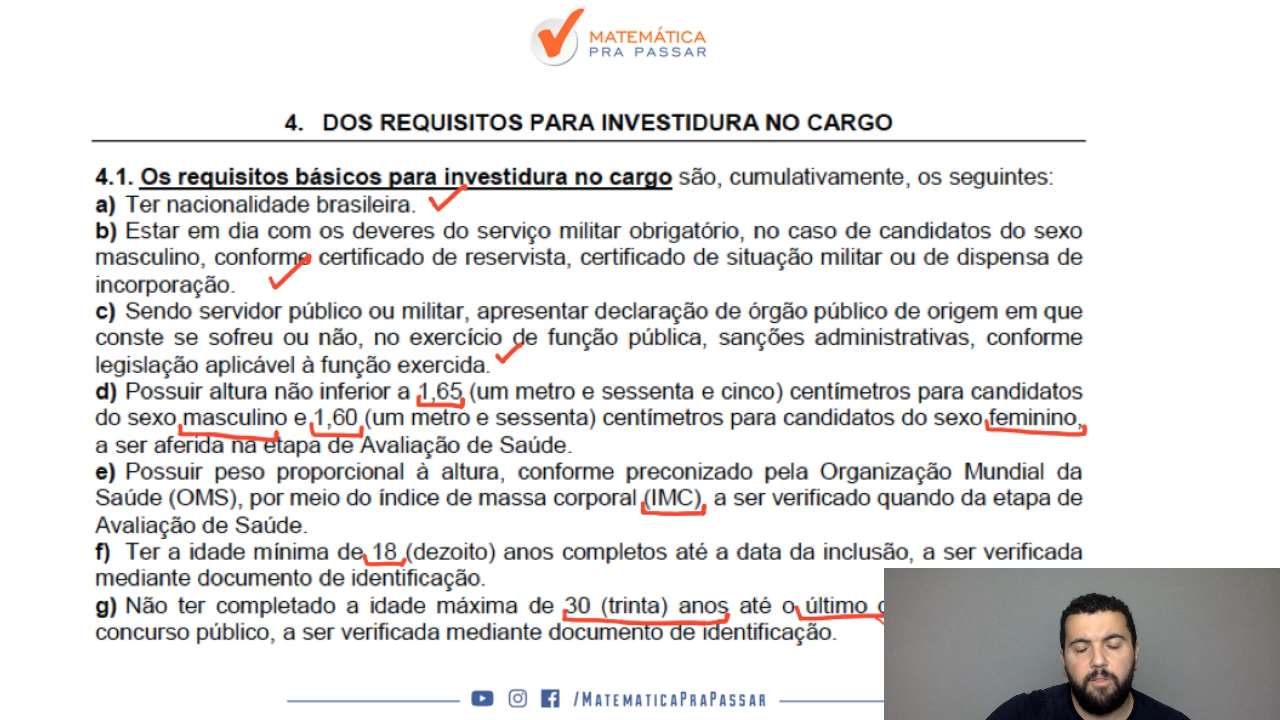 MATEMÁTICA
PRA PASSAR
4. DOS REQUISITOS PARA INVESTIDURA NO CARGO
4.1. Os requisitos básicos para investidura no cargo são, cumulativamente, os seguintes:
a) Ter nacionalidade brasileira.
b) Estar em dia com os deveres do serviço militar obrigatório, no caso de candidatos do sexo
masculino, conforme certificado de reservista, certificado de situação militar ou de dispensa de
incorporação.
c) Sendo servidor público ou militar, apresentar declaração de órgão público de origem em que
conste se sofreu ou não, no exercício de função pública, sanções administrativas, conforme
legislação aplicável à função exercida.
d) Possuir altura não inferior a 1,65 (um metro e sessenta e cinco) centímetros para candidatos
do sexo masculino e 1,60 (um metro e sessenta) centímetros para candidatos do sexo feminino,
a ser aferida na etapa de Avaliação de Saúde.
e) Possuir peso proporcional à altura, conforme preconizado pela Organização Mundial da
Saúde (OMS), por meio do índice de massa corporal (IMC), a ser verificado quando da etapa de
Avaliação de Saúde.
f) Ter a idade mínima de 18 (dezoito) anos completos até a data da inclusão, a ser verificada
mediante documento de identificação.
g) Não ter completado a idade máxima de 30 (trinta) anos até o último
concurso público, a ser verificada mediante documento de identificação.
/MATEMATICAPRAPASSAR